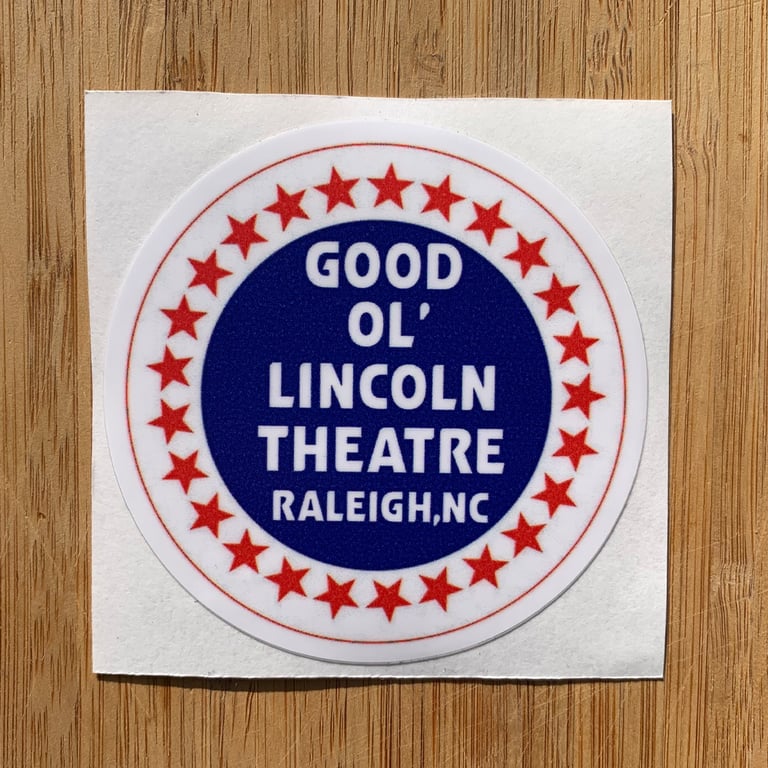 GOOD
OL'
LINCOLN
THEATRE
RALEIGH,NC